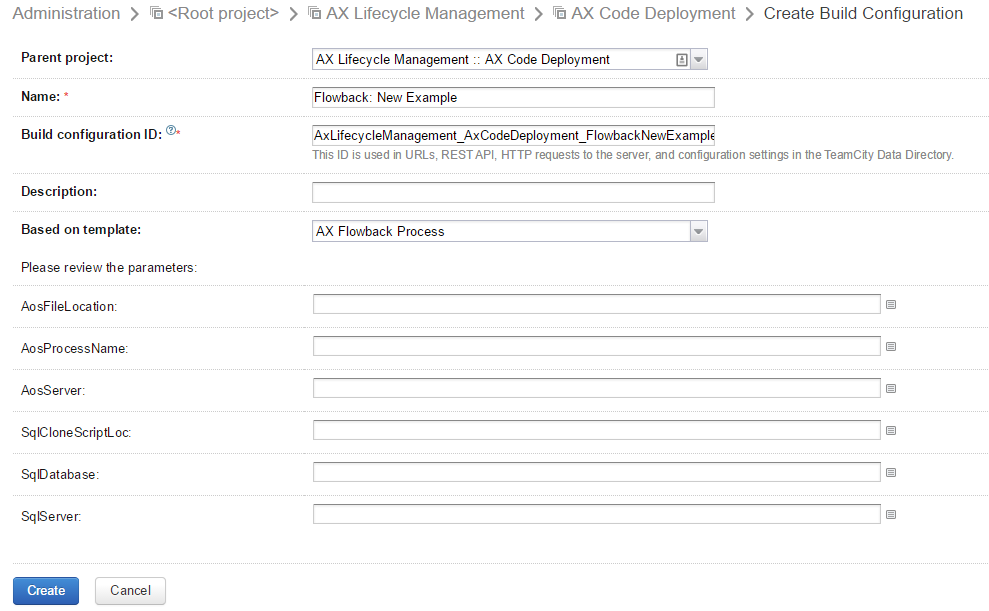 Administration > <Root project> > AX Lifecycle Management > AX Code Deployment > Create Build Configuration
Parent project: AX Lifecycle Management :: AX Code Deployment
Name: * Flowback: New Example
Build configuration ID: ?* AxLifecycleManagement_AxCodeDeployment_FlowbackNewExample
This ID is used in URLs, REST API, HTTP requests to the server, and configuration settings in the TeamCity Data Directory.
Description:
Based on template: AX Flowback Process
Please review the parameters:
AosFileLocation:
AosProcessName:
AosServer:
SqlCloneScriptLoc:
SqlDatabase:
SqlServer:
Create Cancel